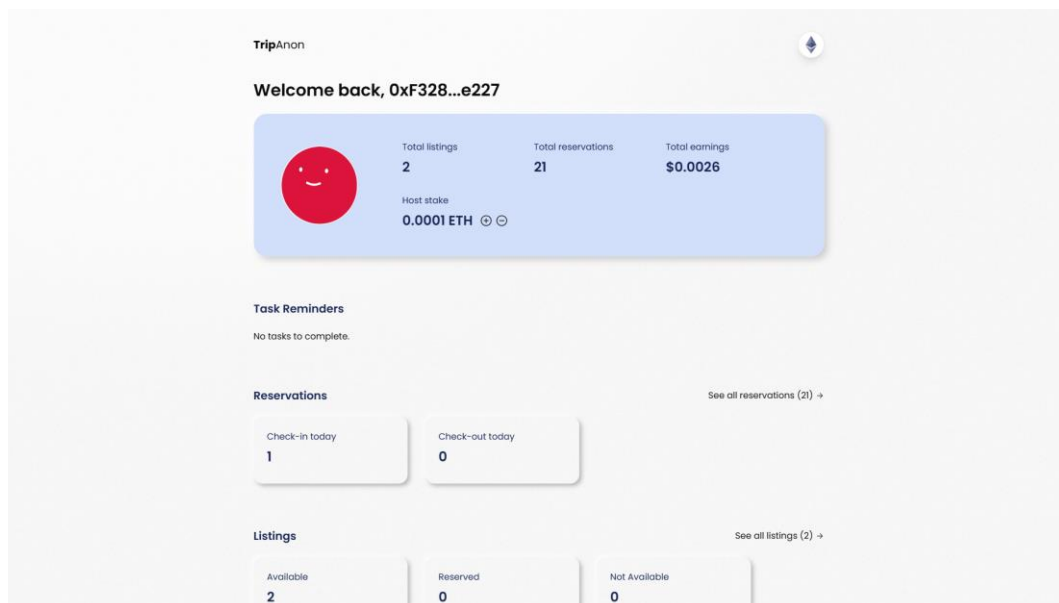 TripAnon
Welcome back, 0xF328...e227
Total listings
2
Total reservations
21
Total earnings
$0.0026
Host stake
0.0001 ETH
Task Reminders
No tasks to complete.
Reservations
See all reservations (21) →
Check-in today
1
Check-out today
0
Listings
See all listings (2) →
Available
2
Reserved
0
Not Available
0